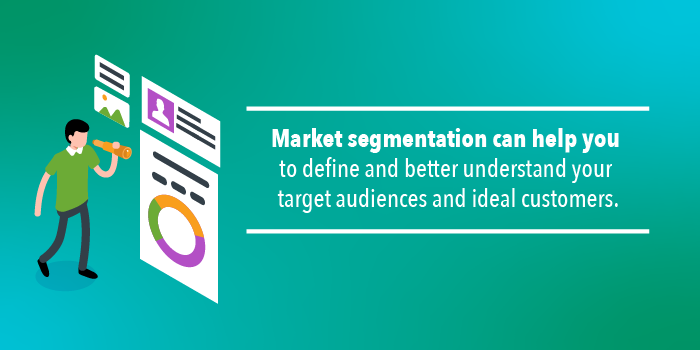 Market segmentation can help you
to define and better understand your
target audiences and ideal customers.